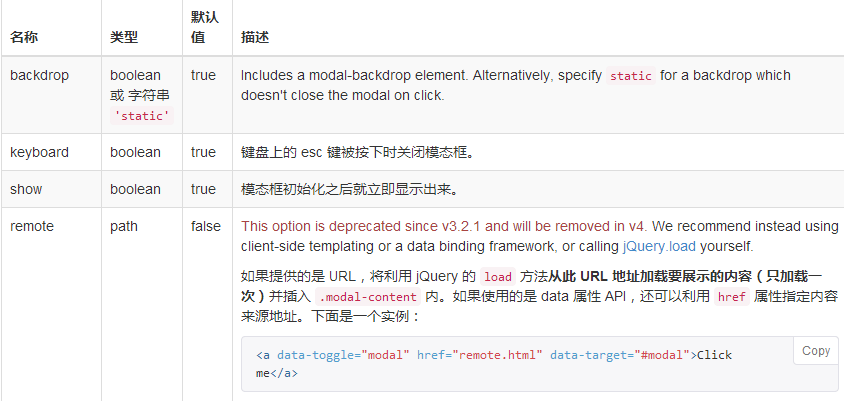 名称 类型 默认值 描述
backdrop boolean 或 字符串 'static' true Includes a modal-backdrop element. Alternatively, specify static for a backdrop which
doesn't close the modal on click.
keyboard boolean true 键盘上的 esc 键被按下时关闭模态框。
show boolean true 模态框初始化之后就立即显示出来。
remote path false This option is deprecated since v3.2.1 and will be removed in v4. We recommend instead using
client-side templating or a data binding framework, or calling jQuery.load yourself.
如果提供的是 URL，将利用 jQuery 的 load 方法从此 URL 地址加载要展示的内容（只加载一
次）并插入 .modal-content 内。如果使用的是 data 属性 API，还可以利用 href 属性指定内容
来源地址。下面是一个实例：
Copy
<a data-toggle="modal" href="remote.html" data-target="#modal">Click
me</a>